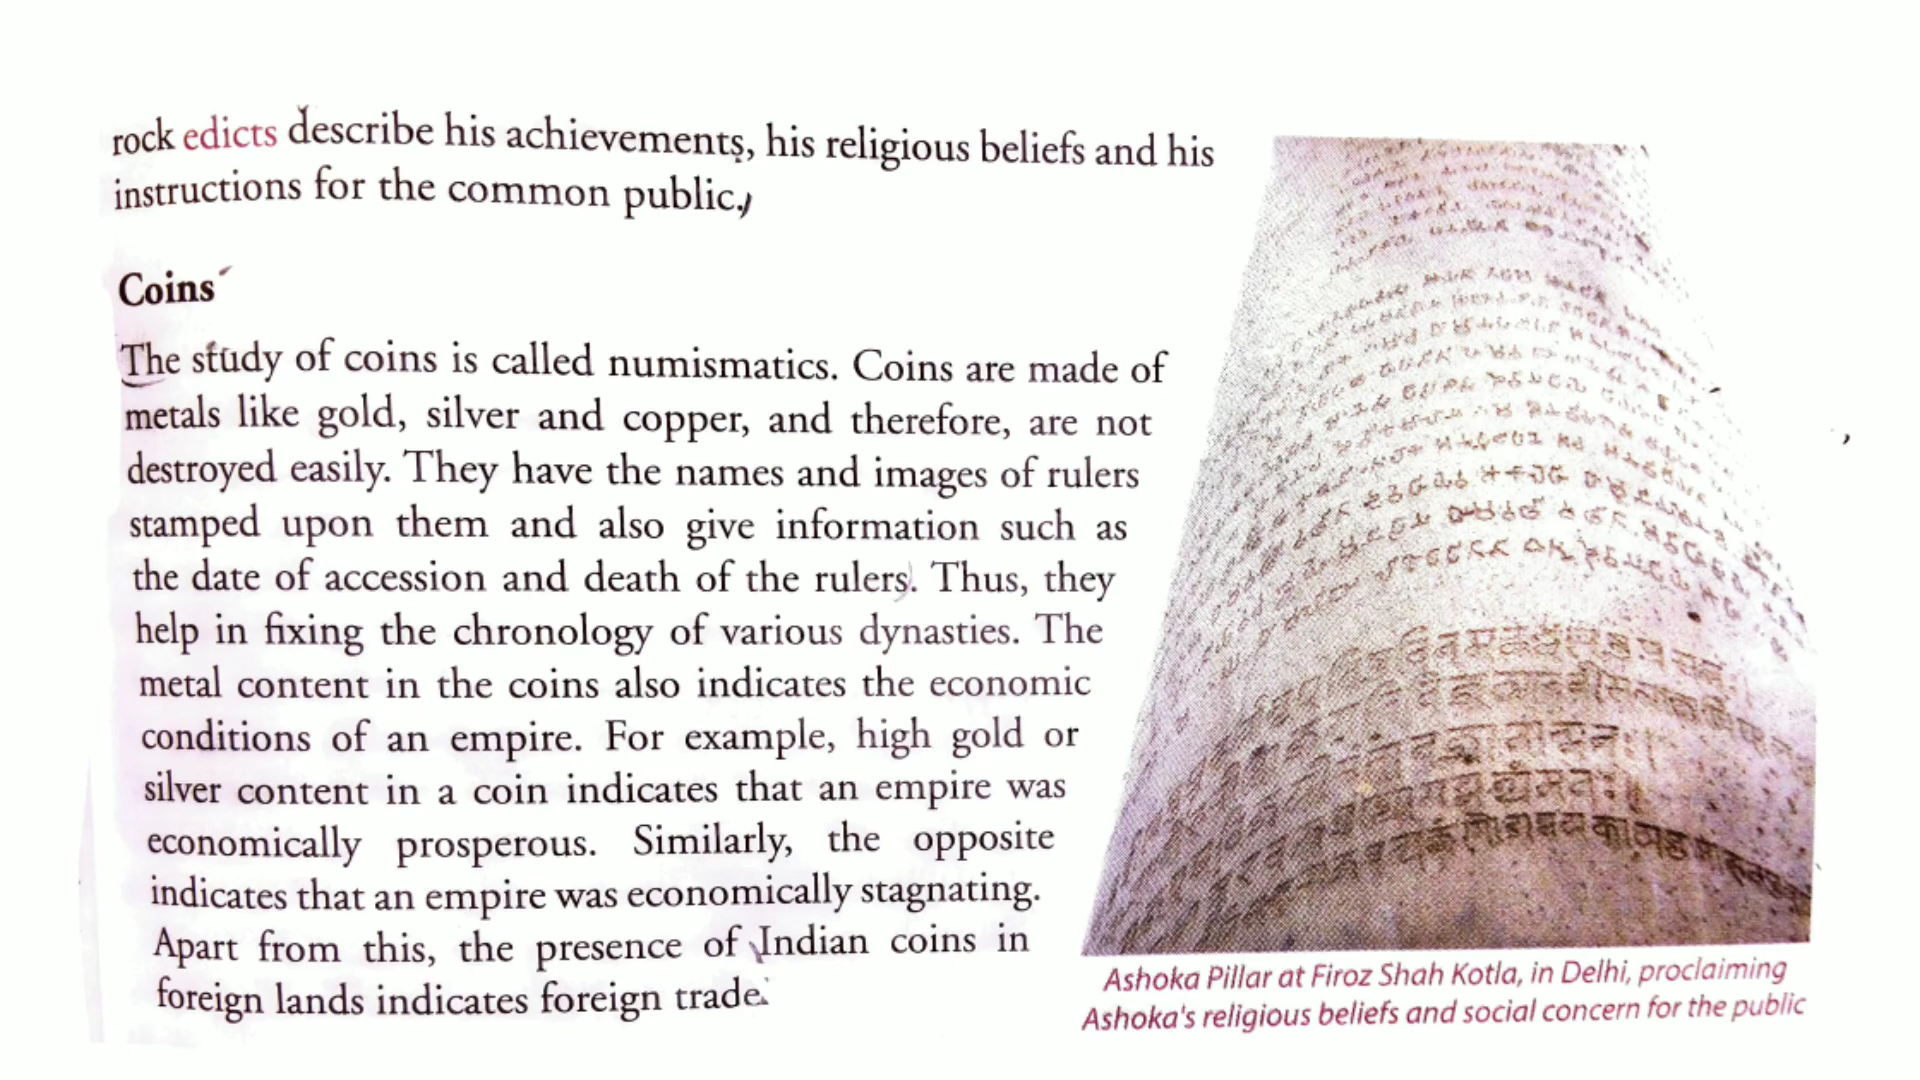 rock edicts describe his achievements, his religious beliefs and his
instructions for the common public.
Coins
The study of coins is called numismatics. Coins are made of
metals like gold, silver and copper, and therefore, are not
destroyed easily. They have the names and images of rulers
stamped upon them and also give information such as
the date of accession and death of the rulers. Thus, they
help in fixing the chronology of various dynasties. The
metal content in the coins also indicates the economic
conditions of an empire. For example, high gold or
silver content in a coin indicates that an empire was
economically prosperous. Similarly, the opposite
indicates that an empire was economically stagnating.
Apart from this, the presence of Indian coins in
foreign lands indicates foreign trade.
Ashoka Pillar at Firoz Shah Kotla, in Delhi, proclaiming
Ashoka's religious beliefs and social concern for the public